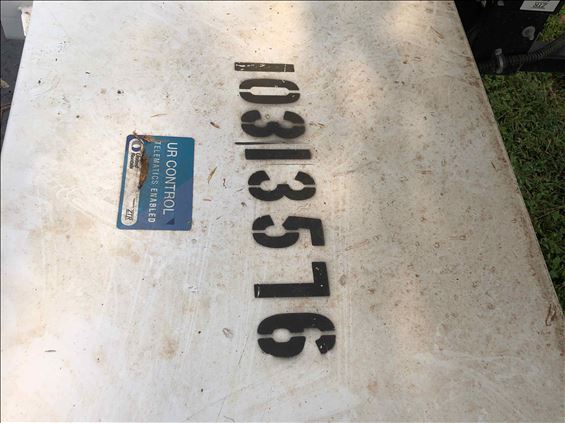 10313576
UR CONTROL
TELEMATICS ENABLED
United Rentals
ZTR